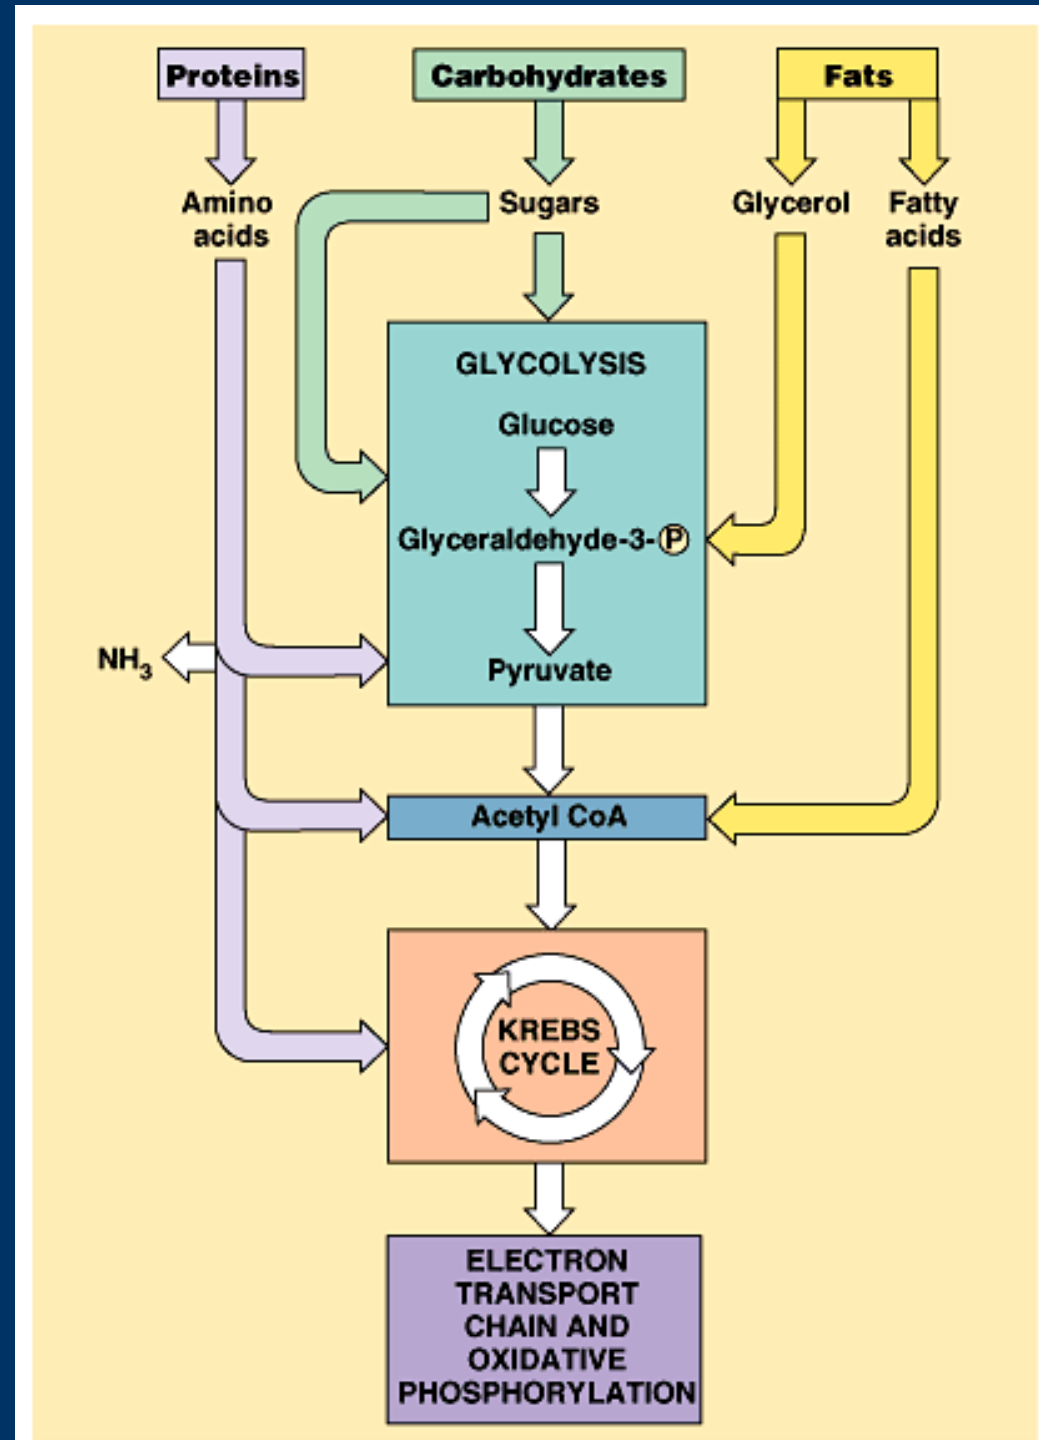 Proteins
Carbohydrates
Fats
Amino
acids
Sugars
Glycerol
Fatty
acids
GLYCOLYSIS
Glucose
Glyceraldehyde-3-P
NH₃
Pyruvate
Acetyl CoA
KREBS
CYCLE
ELECTRON
TRANSPORT
CHAIN AND
OXIDATIVE
PHOSPHORYLATION